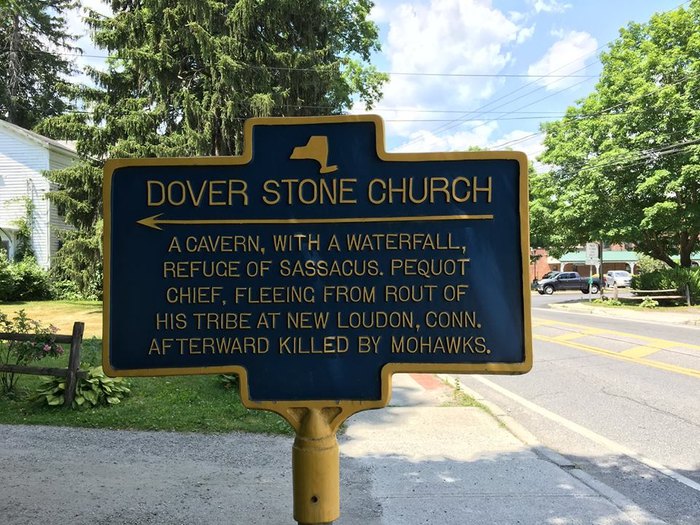 DOVER STONE CHURCH
A CAVERN, WITH A WATERFALL,
REFUGE OF SASSACUS. PEQUOT
CHIEF, FLEEING FROM ROUT OF
HIS TRIBE AT NEW LOUDON, CONN.
AFTERWARD KILLED BY MOHAWKS.